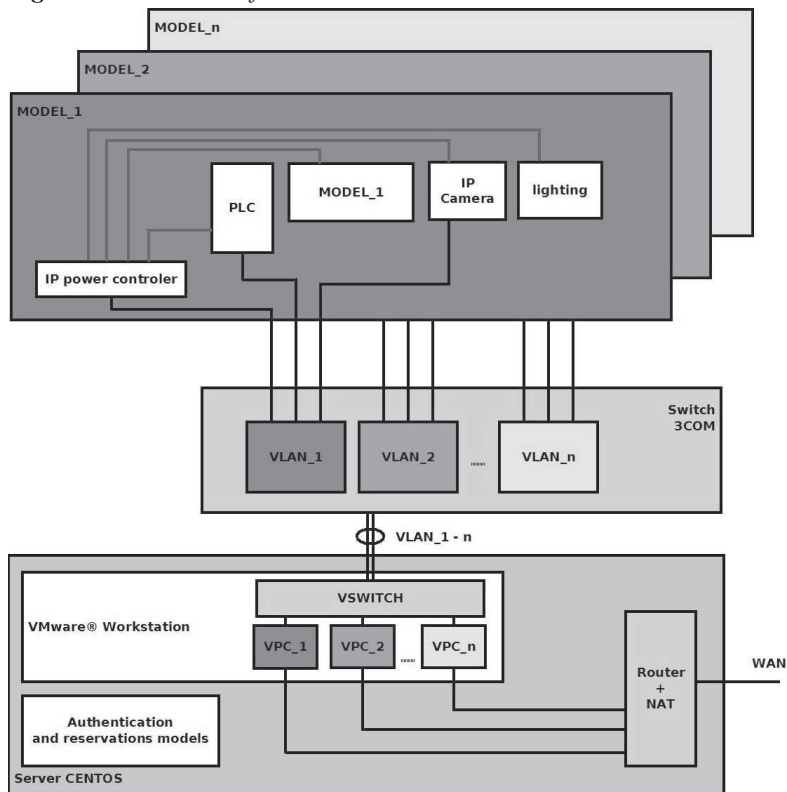 MODEL_n
MODEL_2
MODEL_1
PLC
MODEL_1
IP
Camera
lighting
IP power controler
Switch
3COM
VLAN_1
VLAN_2
.....
VLAN_n
VLAN_1 - n
VSWITCH
VMware® Workstation
VPC_1
VPC_2
.....
VPC_n
Router
+
NAT
WAN
Authentication
and reservations models
Server CENTOS